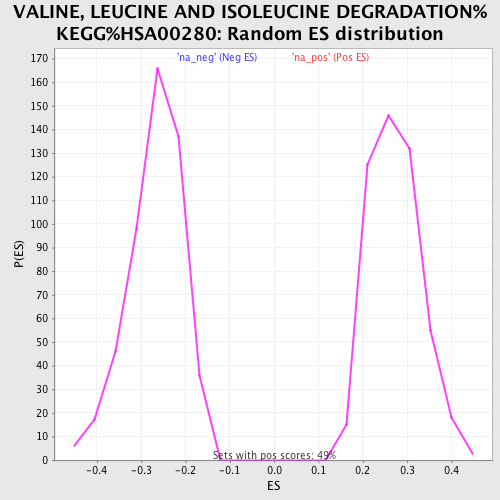 VALINE, LEUCINE AND ISOLEUCINE DEGRADATION%
KEGG%HSA00280: Random ES distribution
'na_neg' (Neg ES) 'na_pos' (Pos ES)
170
160
150
140
130
120
110
100
90
80
70
60
50
40
30
20
10
0
P(ES)
Sets with pos scores: 49%
-0.4 -0.3 -0.2 -0.1 0.0 0.1 0.2 0.3 0.4
ES